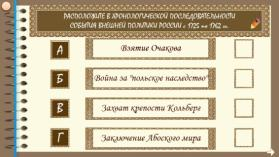 РАСПОЛОЖИТЕ В ХРОНОЛОГИЧЕСКОЙ ПОСЛЕДОВАТЕЛЬНОСТИ
СОБЫТИЯ ВНЕШНЕЙ ПОЛИТИКИ РОССИИ с 1725 по 1762 гг.
А Взятие Очакова
Б Война за "польское наследство"
В Захват крепости Кольберг
Г Заключение Абоского мира